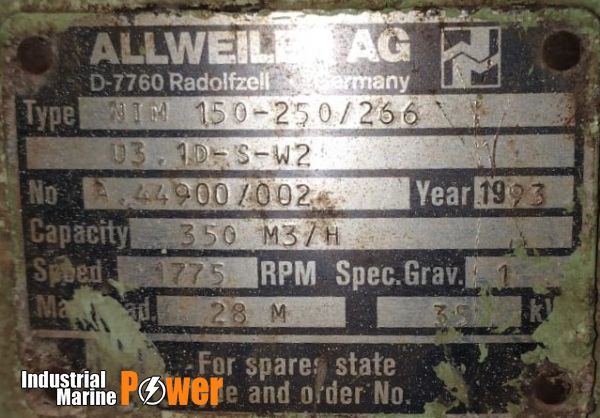 ALLWEILER AG
D-7760 Radolfzell Germany
Type NIM 150-250/266
U3.1D-S-W2
No A.44900/002 Year 1993
Capacity 350 M3/H
Speed 1775 RPM Spec.Grav. 1
28 M
For spares state
and order No.
Industrial Marine Power